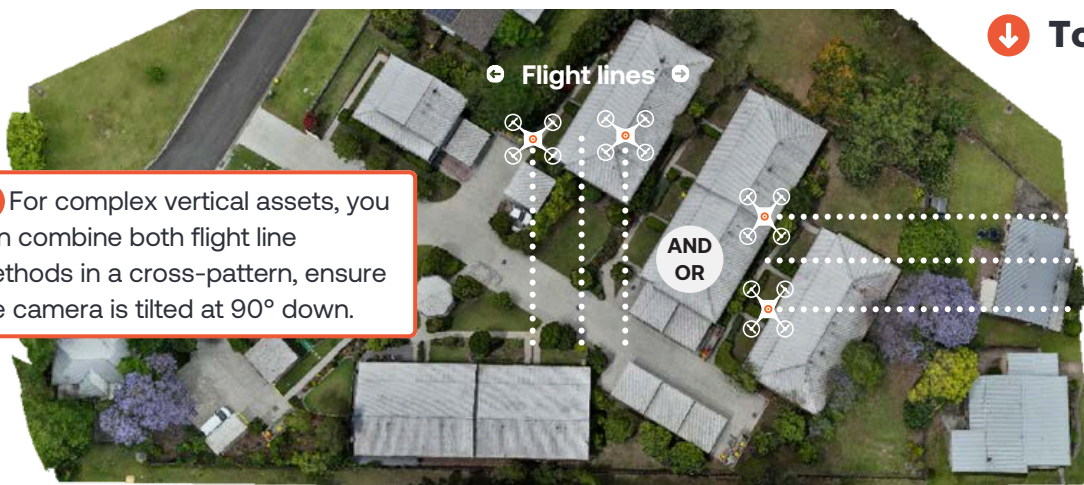 To
Flight lines
For complex vertical assets, you
n combine both flight line
ethods in a cross-pattern, ensure
e camera is tilted at 90° down.
AND
OR